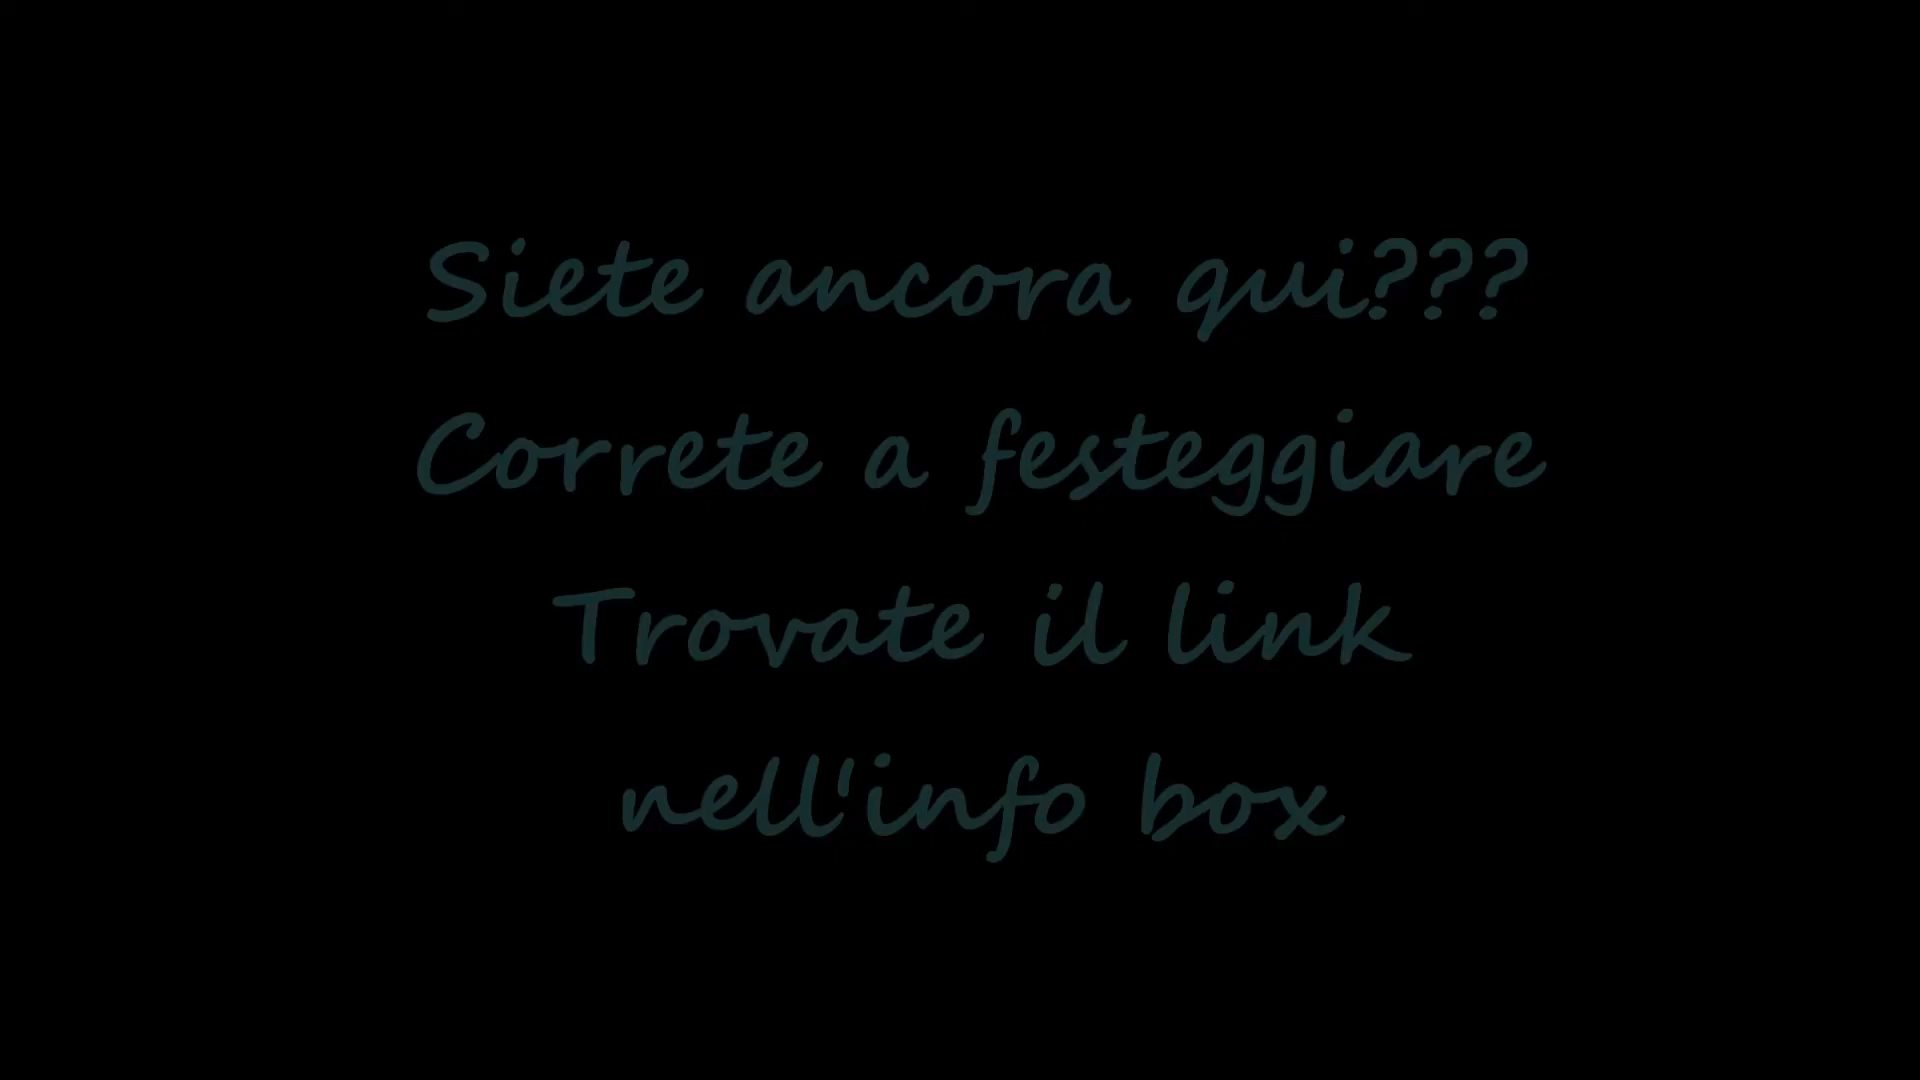 Siete ancora qui???
Correte a festeggiare
Trovate il link
nell'info box